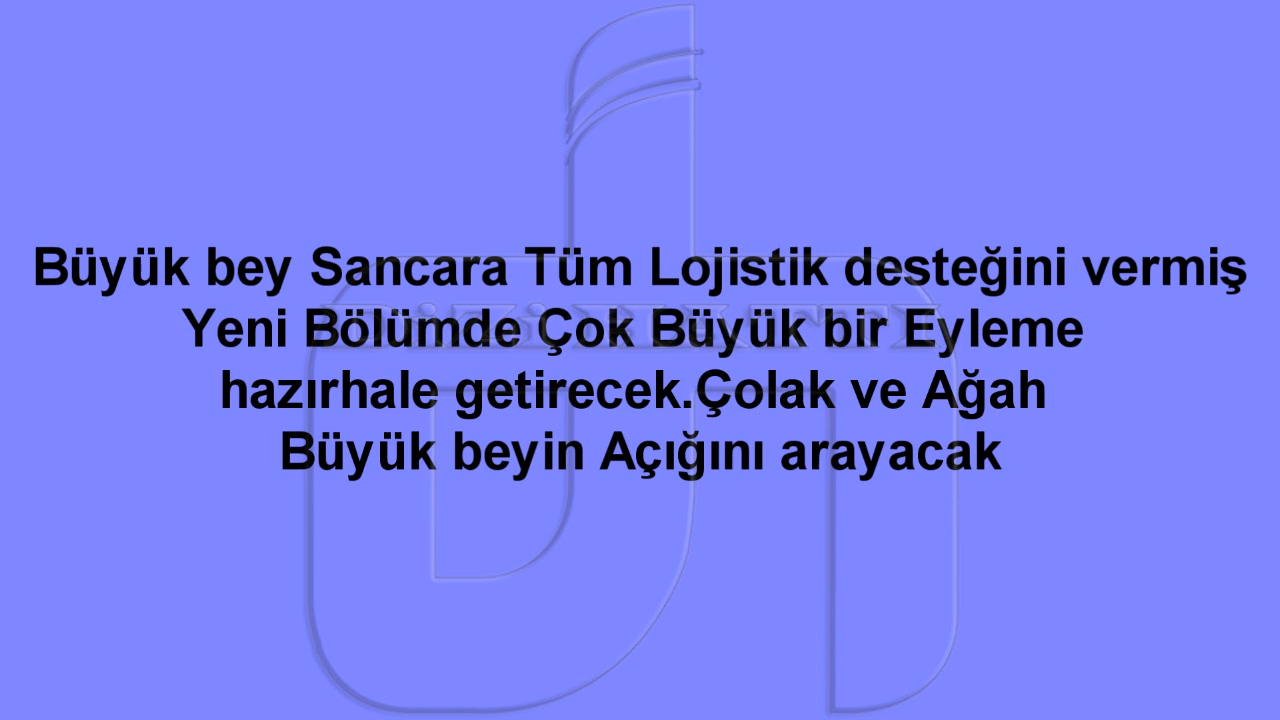 Büyük bey Sancara Tüm Lojistik desteğini vermiş
Yeni Bölümde Çok Büyük bir Eyleme
hazırhale getirecek.Çolak ve Ağah
Büyük beyin Açığını arayacak